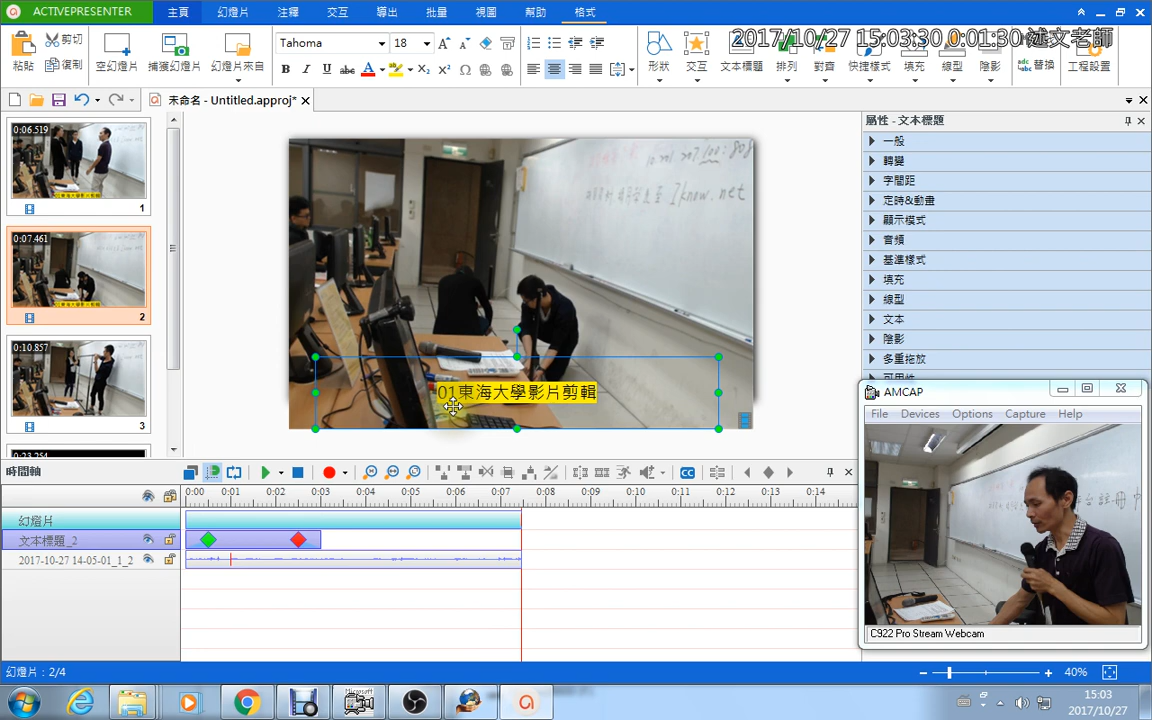 ACTIVEPRESENTER
主頁 幻燈片 注釋 交互 導出 批量 視圖 幫助 格式
2017/10/27 15:03:30 0:01:30
老師
粘貼 剪切 複製 空幻燈片 捕獲幻燈片 幻燈片來自
Tahoma 18
形狀 交互 文本標題 排列 對齊 快捷樣式 填充 線型 陰影 替換 工程設置
未命名 - Untitled.approj*
0:06.519
1
0:07.461
2
0:10.857
3
0:23.254
1know.net
01東海大學影片剪輯
屬性 - 文本標題
一般
轉變
字間距
定時&動畫
顯示模式
音頻
基準樣式
填充
線型
文本
陰影
多重拖放
可用性
AMCAP
File Devices Options Capture Help
C922 Pro Stream Webcam
時間軸
CC
0:00 0:01 0:02 0:03 0:04 0:05 0:06 0:07 0:08 0:09 0:10 0:11 0:12 0:13 0:14
幻燈片
文本標題_2
2017-10-27 14-05-01_1_2
幻燈片：2/4
40%
15:03
2017/10/27